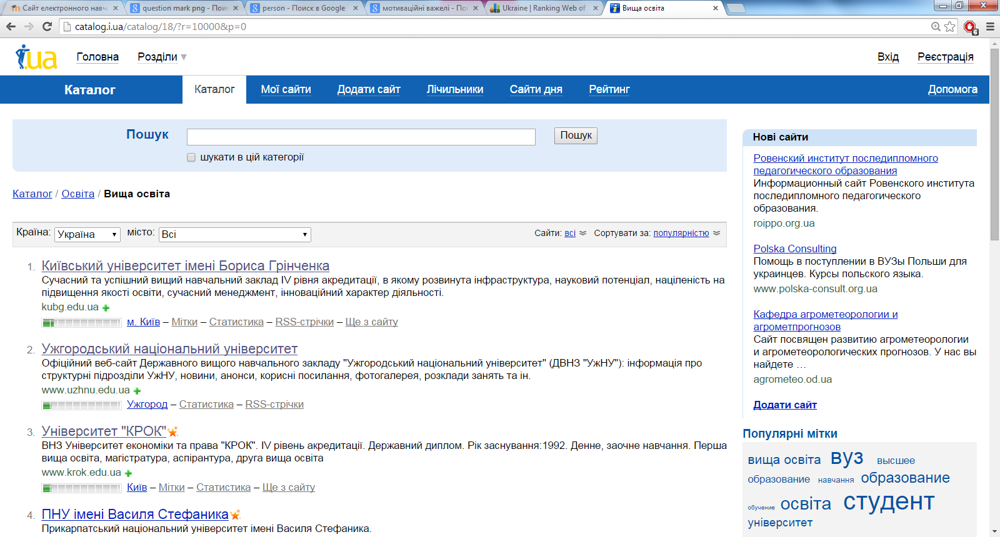 Сайт електронного навч
question mark png - Поис
person - Поиск в Google
мотиваційні важелі - По
Ukraine | Ranking Web of
Вища освіта
catalog.i.ua/catalog/18/?r=10000&p=0
i.ua
Головна
Розділи
Вхід
Реєстрація
Каталог
Каталог
Мої сайти
Додати сайт
Лічильники
Сайти дня
Рейтинг
Допомога
Пошук
Пошук
шукати в цій категорії
Каталог / Освіта / Вища освіта
Країна: Україна місто: Всі
Сайти: всі Сортувати за: популярністю
1. Київський університет імені Бориса Грінченка
Сучасний та успішний вищий навчальний заклад IV рівня акредитації, в якому розвинута інфраструктура, науковий потенціал, націленість на
підвищення якості освіти, сучасний менеджмент, інноваційний характер діяльності.
kubg.edu.ua
м. Київ – Мітки – Статистика – RSS-стрічки – Ще з сайту
2. Ужгородський національний університет
Офіційний веб-сайт Державного вищого навчального закладу "Ужгородський національний університет" (ДВНЗ "УжНУ"): інформація про
структурні підрозділи УжНУ, новини, анонси, корисні посилання, фотогалерея, розклади занять та ін.
www.uzhnu.edu.ua
Ужгород – Статистика – RSS-стрічки
3. Університет "КРОК"
ВНЗ Університет економіки та права "КРОК". IV рівень акредитації. Державний диплом. Рік заснування:1992. Денне, заочне навчання. Перша
вища освіта, магістратура, аспірантура, друга вища освіта
www.krok.edu.ua
Київ – Мітки – Статистика – Ще з сайту
4. ПНУ імені Василя Стефаника
Прикарпатський національний університет імені Василя Стефаника.
Нові сайти
Ровенский институт последипломного
педагогического образования
Информационный сайт Ровенского института
последипломного педагогического
образования.
roippo.org.ua
Polska Consulting
Помощь в поступлении в ВУЗы Польши для
украинцев. Курсы польского языка.
www.polska-consult.org.ua
Кафедра агрометеорологии и
агрометпрогнозов
Сайт посвящен развитию агрометеорологии
и агрометеорологических прогнозов. У нас вы
найдете …
agrometeo.od.ua
Додати сайт
Популярні мітки
вища освіта вуз высшее
образование навчання образование
обучение освіта студент
університет